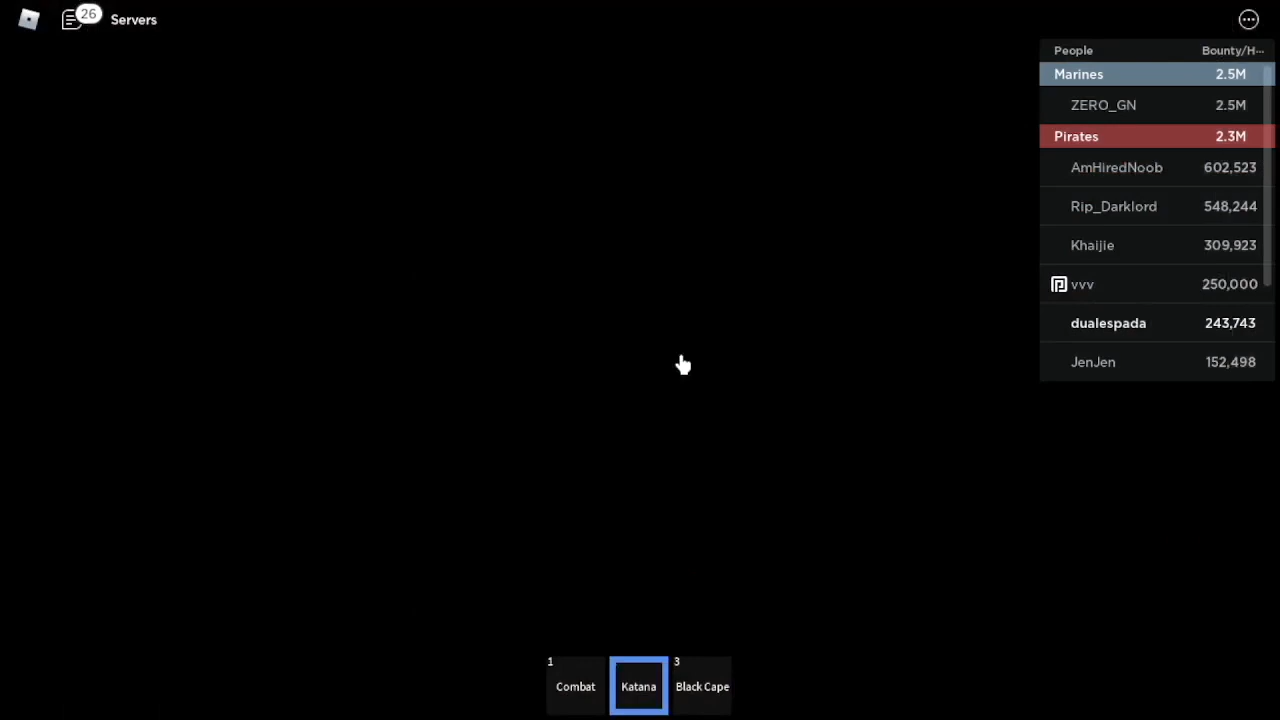 26 Servers
People Bounty/H···
Marines 2.5M
ZERO_GN 2.5M
Pirates 2.3M
AmHiredNoob 602,523
Rip_Darklord 548,244
Khaijie 309,923
vvv 250,000
dualespada 243,743
JenJen 152,498
1 3
Combat Katana Black Cape